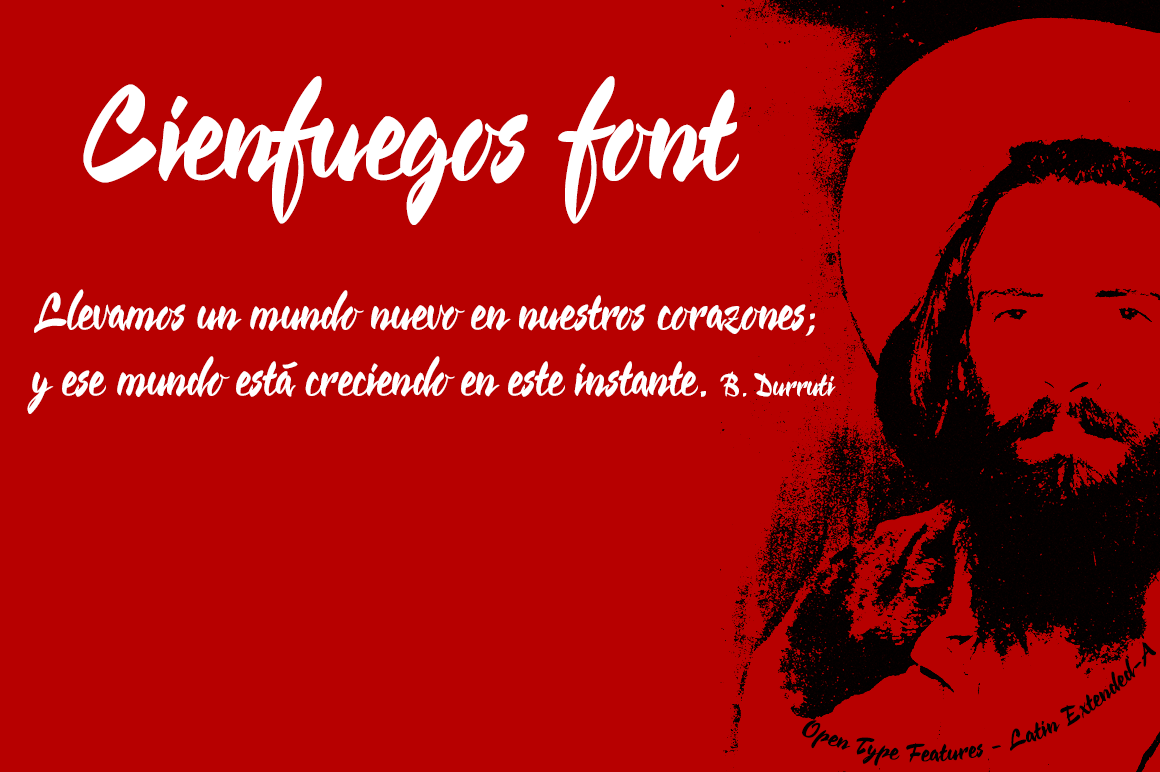 Cienfuegos font
Llevamos un mundo nuevo en nuestros corazones;
y ese mundo está creciendo en este instante. B. Durruti
Open Type Features - Latin Extended-A